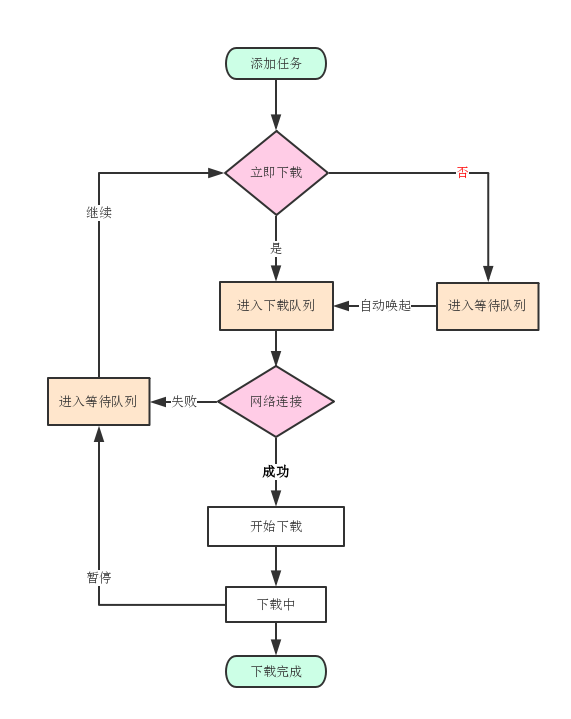 添加任务
立即下载
否
继续
是
进入下载队列
自动唤起
进入等待队列
进入等待队列
失败
网络连接
成功
开始下载
暂停
下载中
下载完成